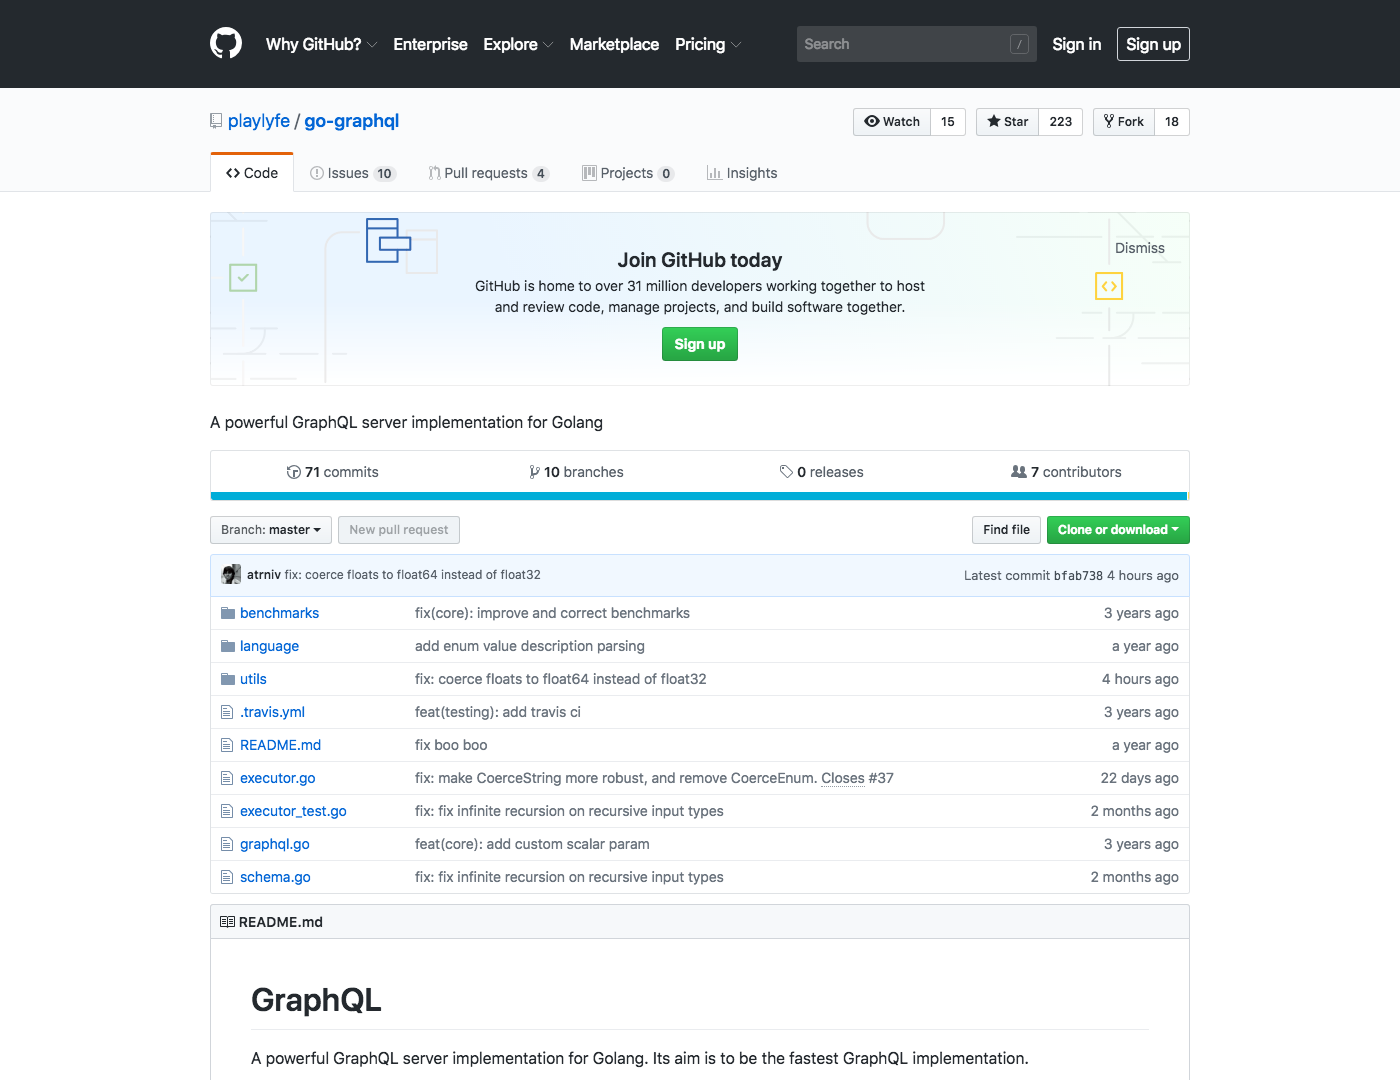 Why GitHub? Enterprise Explore Marketplace Pricing Search / Sign in Sign up
playlyfe / go-graphql Watch 15 Star 223 Fork 18
Code Issues 10 Pull requests 4 Projects 0 Insights
Dismiss
Join GitHub today
GitHub is home to over 31 million developers working together to host
and review code, manage projects, and build software together.
Sign up
A powerful GraphQL server implementation for Golang
71 commits 10 branches 0 releases 7 contributors
Branch: master New pull request Find file Clone or download
atrniv fix: coerce floats to float64 instead of float32 Latest commit bfab738 4 hours ago
benchmarks fix(core): improve and correct benchmarks 3 years ago
language add enum value description parsing a year ago
utils fix: coerce floats to float64 instead of float32 4 hours ago
.travis.yml feat(testing): add travis ci 3 years ago
README.md fix boo boo a year ago
executor.go fix: make CoerceString more robust, and remove CoerceEnum. Closes #37 22 days ago
executor_test.go fix: fix infinite recursion on recursive input types 2 months ago
graphql.go feat(core): add custom scalar param 3 years ago
schema.go fix: fix infinite recursion on recursive input types 2 months ago
README.md
GraphQL
A powerful GraphQL server implementation for Golang. Its aim is to be the fastest GraphQL implementation.